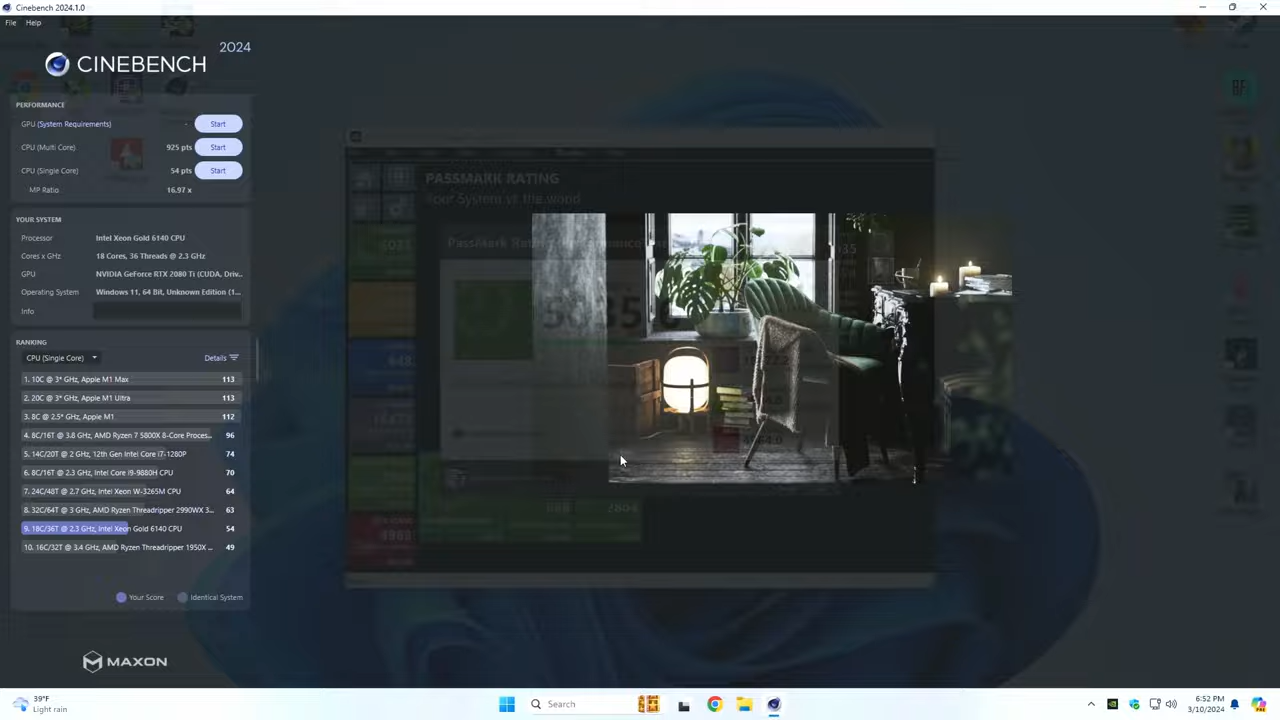 Cinebench 2024.1.0
File Help
2024
CINEBENCH
PERFORMANCE
GPU (System Requirements) - Start
CPU (Multi Core) 925 pts Start
CPU (Single Core) 54 pts Start
MP Ratio 16.97 x
YOUR SYSTEM
Processor Intel Xeon Gold 6140 CPU
Cores x GHz 18 Cores, 36 Threads @ 2.3 GHz
GPU NVIDIA GeForce RTX 2080 Ti (CUDA, Driv...
Operating System Windows 11, 64 Bit, Unknown Edition (1...
Info
RANKING
CPU (Single Core) Details
1. 10C @ 3* GHz, Apple M1 Max 113
2. 20C @ 3* GHz, Apple M1 Ultra 113
3. 8C @ 2.5* GHz, Apple M1 112
4. 8C/16T @ 3.8 GHz, AMD Ryzen 7 5800X 8-Core Proces... 96
5. 14C/20T @ 2 GHz, 12th Gen Intel Core i7-1280P 74
6. 8C/16T @ 2.3 GHz, Intel Core i9-9880H CPU 70
7. 24C/48T @ 2.7 GHz, Intel Xeon W-3265M CPU 64
8. 32C/64T @ 3 GHz, AMD Ryzen Threadripper 2990WX 3... 63
9. 18C/36T @ 2.3 GHz, Intel Xeon Gold 6140 CPU 54
10. 16C/32T @ 3.4 GHz, AMD Ryzen Threadripper 1950X ... 49
Your Score Identical System
MAXON
PASSMARK RATING
Your System vs the world
39°F
Light rain
Search
6:52 PM
3/10/2024